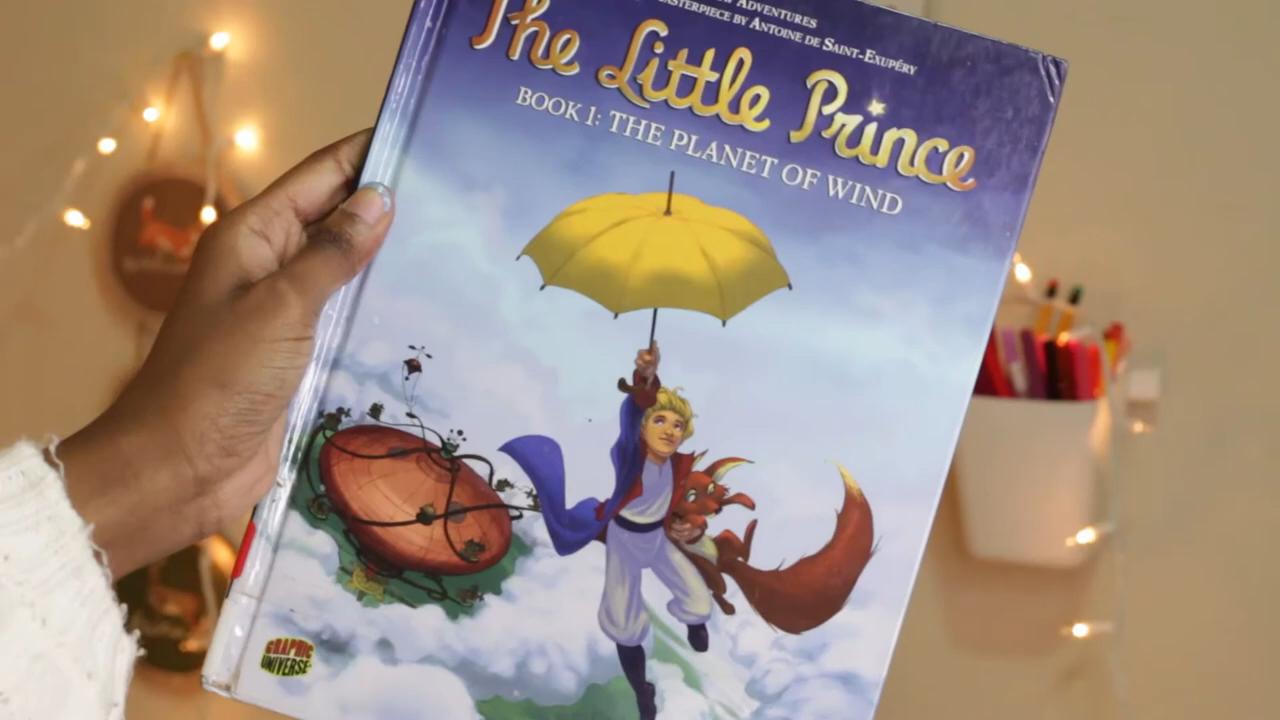 Adventures
Masterpiece by Antoine de Saint-Exupéry
The Little Prince
BOOK 1: THE PLANET OF WIND
GRAPHIC
UNIVERSE